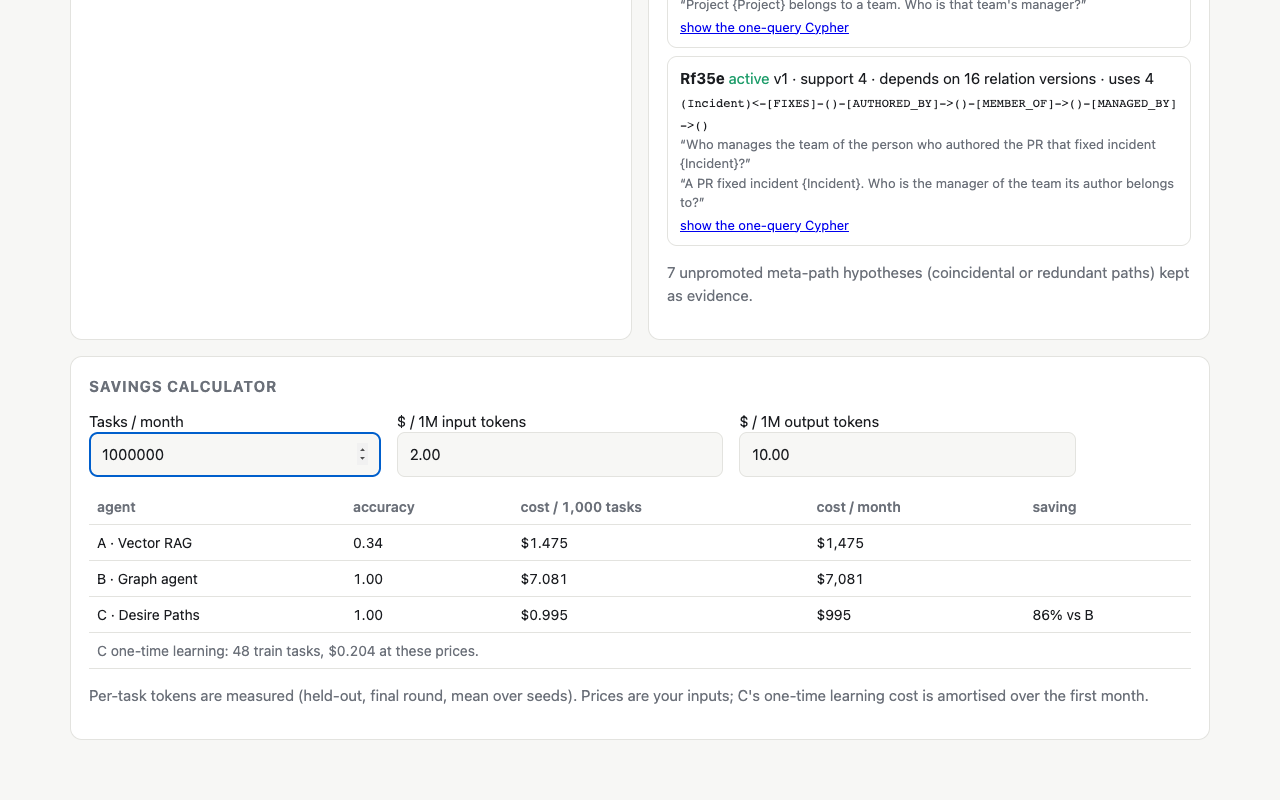 “Project {Project} belongs to a team. Who is that team's manager?”
show the one-query Cypher
Rf35e active v1 · support 4 · depends on 16 relation versions · uses 4
(Incident)<-[FIXES]-()-[AUTHORED_BY]->()-[MEMBER_OF]->()-[MANAGED_BY]
->()
“Who manages the team of the person who authored the PR that fixed incident
{Incident}?”
“A PR fixed incident {Incident}. Who is the manager of the team its author belongs
to?”
show the one-query Cypher
7 unpromoted meta-path hypotheses (coincidental or redundant paths) kept
as evidence.
SAVINGS CALCULATOR
Tasks / month $ / 1M input tokens $ / 1M output tokens
1000000 2.00 10.00
agent accuracy cost / 1,000 tasks cost / month saving
A · Vector RAG 0.34 $1.475 $1,475
B · Graph agent 1.00 $7.081 $7,081
C · Desire Paths 1.00 $0.995 $995 86% vs B
C one-time learning: 48 train tasks, $0.204 at these prices.
Per-task tokens are measured (held-out, final round, mean over seeds). Prices are your inputs; C's one-time learning cost is amortised over the first month.